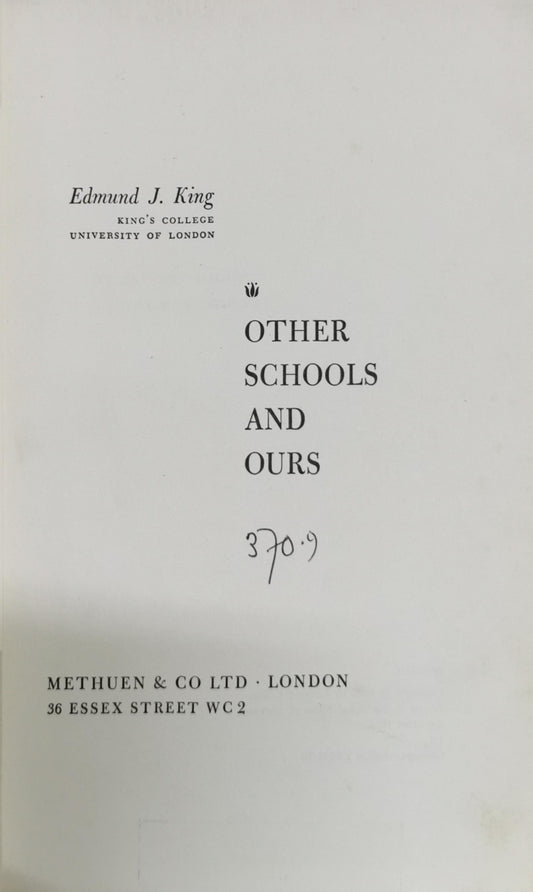 Edmund J. King
KING'S COLLEGE
UNIVERSITY OF LONDON
OTHER
SCHOOLS
AND
OURS
370.9
METHUEN & CO LTD · LONDON
36 ESSEX STREET WC2